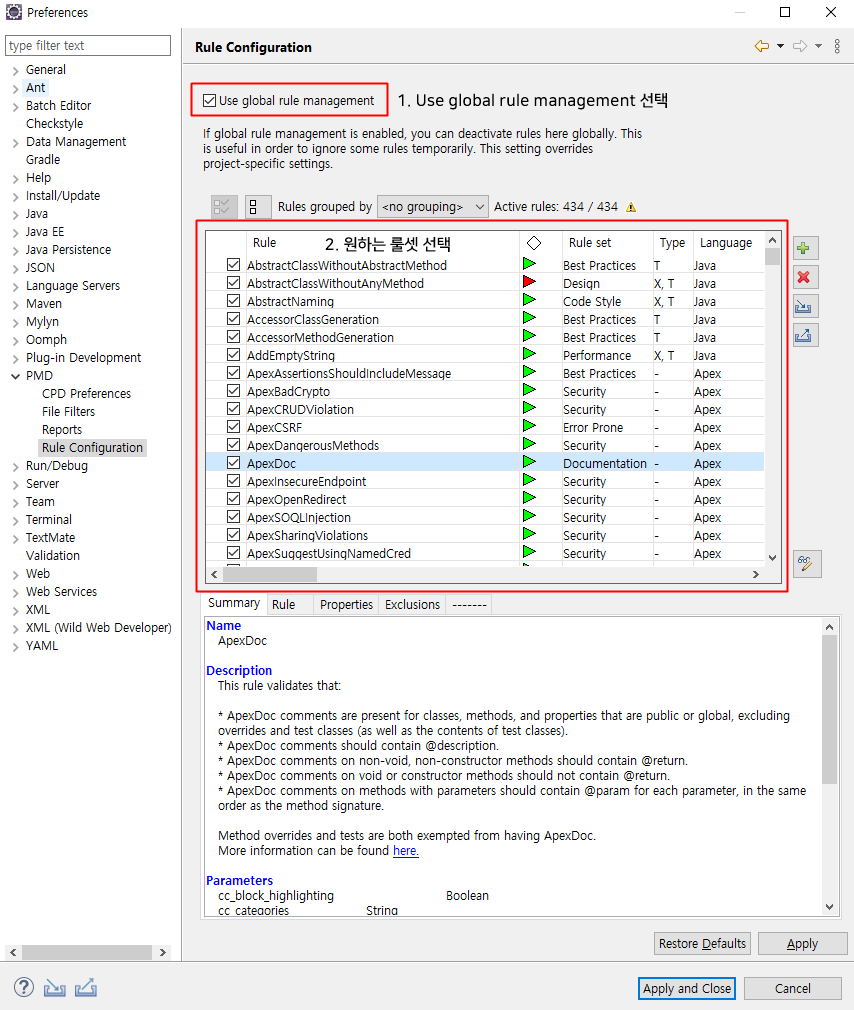 Preferences
type filter text
General
Ant
Batch Editor
Checkstyle
Data Management
Gradle
Help
Install/Update
Java
Java EE
Java Persistence
JSON
Language Servers
Maven
Mylyn
Oomph
Plug-in Development
PMD
CPD Preferences
File Filters
Reports
Rule Configuration
Run/Debug
Server
Team
Terminal
TextMate
Validation
Web
Web Services
XML
XML (Wild Web Developer)
YAML
Rule Configuration
Use global rule management 1. Use global rule management 선택
If global rule management is enabled, you can deactivate rules here globally. This
is useful in order to ignore some rules temporarily. This setting overrides
project-specific settings.
Rules grouped by <no grouping> Active rules: 434 / 434
Rule 2. 원하는 룰셋 선택 Rule set Type Language
AbstractClassWithoutAbstractMethod Best Practices T Java
AbstractClassWithoutAnyMethod Design X, T Java
AbstractNaming Code Style X, T Java
AccessorClassGeneration Best Practices T Java
AccessorMethodGeneration Best Practices T Java
AddEmptyString Performance X, T Java
ApexAssertionsShouldIncludeMessage Best Practices - Apex
ApexBadCrypto Security - Apex
ApexCRUDViolation Security - Apex
ApexCSRF Error Prone - Apex
ApexDangerousMethods Security - Apex
ApexDoc Documentation - Apex
ApexInsecureEndpoint Security - Apex
ApexOpenRedirect Security - Apex
ApexSOQLInjection Security - Apex
ApexSharingViolations Security - Apex
ApexSuggestUsingNamedCred Security - Apex
Summary Rule Properties Exclusions -------
Name
ApexDoc
Description
This rule validates that:
* ApexDoc comments are present for classes, methods, and properties that are public or global, excluding
overrides and test classes (as well as the contents of test classes).
* ApexDoc comments should contain @description.
* ApexDoc comments on non-void, non-constructor methods should contain @return.
* ApexDoc comments on void or constructor methods should not contain @return.
* ApexDoc comments on methods with parameters should contain @param for each parameter, in the same
order as the method signature.
Method overrides and tests are both exempted from having ApexDoc.
More information can be found here.
Parameters
cc_block_highlighting Boolean
cc_categories String
Restore Defaults Apply
Apply and Close Cancel